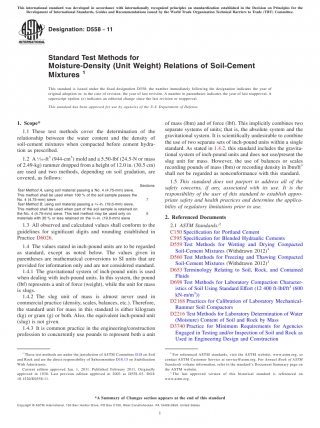 This international standard was developed in accordance with internationally recognized principles on standardization established in the Decision on Principles for the
Development of International Standards, Guides and Recommendations issued by the World Trade Organization Technical Barriers to Trade (TBT) Committee.
INTERNATIONAL
Designation: D558 − 11
Standard Test Methods for
Moisture-Density (Unit Weight) Relations of Soil-Cement
Mixtures 1
This standard is issued under the fixed designation D558; the number immediately following the designation indicates the year of
original adoption or, in the case of revision, the year of last revision. A number in parentheses indicates the year of last reapproval. A
superscript epsilon (ε) indicates an editorial change since the last revision or reapproval.
This standard has been approved for use by agencies of the U.S. Department of Defense.
1. Scope*
1.1 These test methods cover the determination of the
relationship between the water content and the density of
soil-cement mixtures when compacted before cement hydra-
tion as prescribed.
1.2 A 1⁄30-ft3 (944-cm3) mold and a 5.50-lbf (24.5-N or mass
of 2.49-kg) rammer dropped from a height of 12.0 in. (30.5 cm)
are used and two methods, depending on soil gradation, are
covered, as follows:
Sections
Test Method A, using soil material passing a No. 4 (4.75-mm) sieve.
This method shall be used when 100 % of the soil sample passes the
No. 4 (4.75-mm) sieve 7
Test Method B, using soil material passing a 3⁄4-in. (19.0-mm) sieve.
This method shall be used when part of the soil sample is retained on
the No. 4 (4.75-mm) sieve. This test method may be used only on
materials with 30 % or less retained on the 3⁄4-in. (19.0-mm) sieve 8
1.3 All observed and calculated values shall conform to the
guidelines for significant digits and rounding established in
Practice D6026.
1.4 The values stated in inch-pound units are to be regarded
as standard, except as noted below. The values given in
parentheses are mathematical conversions to SI units that are
provided for information only and are not considered standard.
1.4.1 The gravitational system of inch-pound units is used
when dealing with inch-pound units. In this system, the pound
(lbf) represents a unit of force (weight), while the unit for mass
is slugs.
1.4.2 The slug unit of mass is almost never used in
commercial practice (density, scales, balances, etc.). Therefore,
the standard unit for mass in this standard is either kilogram
(kg) or gram (g) or both. Also, the equivalent inch-pound unit
(slug) is not given.
1.4.3 It is common practice in the engineering/construction
profession to concurrently use pounds to represent both a unit
of mass (lbm) and of force (lbf). This implicitly combines two
separate systems of units; that is, the absolute system and the
gravitational system. It is scientifically undesirable to combine
the use of two separate sets of inch-pound units within a single
standard. As stated in 1.4.2, this standard includes the gravita-
tional system of inch-pound units and does not use/present the
slug unit for mass. However, the use of balances or scales
recording pounds of mass (lbm) or recording density in lbm/ft3
shall not be regarded as nonconformance with this standard.
1.5 This standard does not purport to address all of the
safety concerns, if any, associated with its use. It is the
responsibility of the user of this standard to establish appro-
priate safety and health practices and determine the applica-
bility of regulatory limitations prior to use.
2. Referenced Documents
2.1 ASTM Standards:2
C150 Specification for Portland Cement
C595 Specification for Blended Hydraulic Cements
D559 Test Methods for Wetting and Drying Compacted
Soil-Cement Mixtures (Withdrawn 2012)3
D560 Test Methods for Freezing and Thawing Compacted
Soil-Cement Mixtures (Withdrawn 2012)3
D653 Terminology Relating to Soil, Rock, and Contained
Fluids
D698 Test Methods for Laboratory Compaction Character-
istics of Soil Using Standard Effort (12 400 ft-lbf/ft3 (600
kN-m/m3))
D2168 Practices for Calibration of Laboratory Mechanical-
Rammer Soil Compactors
D2216 Test Methods for Laboratory Determination of Water
(Moisture) Content of Soil and Rock by Mass
D3740 Practice for Minimum Requirements for Agencies
Engaged in Testing and/or Inspection of Soil and Rock as
Used in Engineering Design and Construction
1 These test methods are under the jurisdiction of ASTM Committee D18 on Soil
and Rock and are the direct responsibility of Subcommittee D18.15 on Stabilization
With Admixtures.
Current edition approved Jan. 1, 2011. Published February 2011. Originally
approved in 1939. Last previous edition approved in
2 For referenced ASTM standards, visit the ASTM website, www.astm.org, or
contact ASTM Customer Service at service@astm.org. For Annual Book of ASTM
Standards volume information, refer to the standard's Document Summary page on
the ASTM website.
3 The last approved version of this historical standard is referenced on
www.astm.org.
*A Summary of Changes section appears at the end of this standard
Copyright © ASTM International, 100 Barr Harbor Drive, PO Box C700, West Conshohocken, PA 19428-2959. United States
1